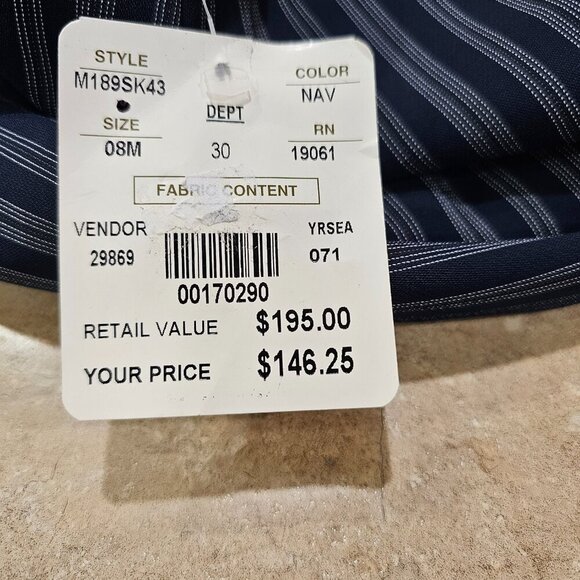 STYLE
M189SK43
COLOR
NAV
DEPT
30
SIZE
08M
RN
19061
FABRIC CONTENT
VENDOR
29869
YRSEA
071
00170290
RETAIL VALUE $195.00
YOUR PRICE $146.25